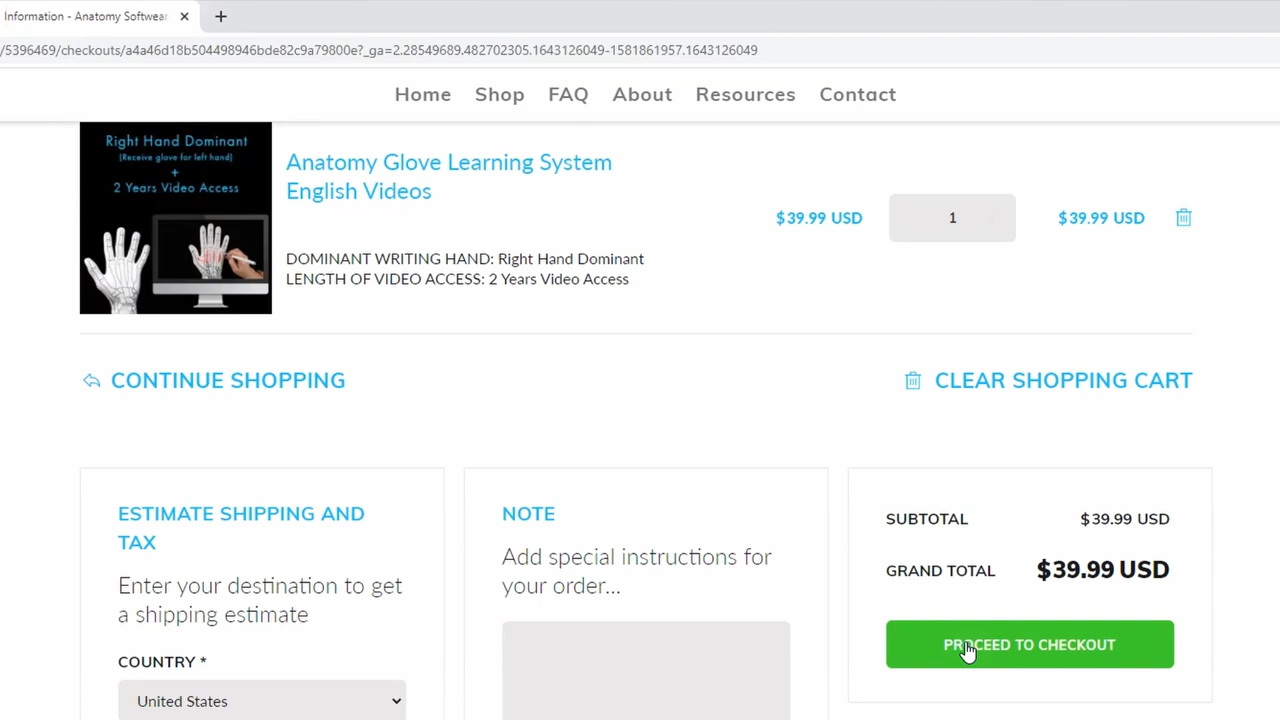 Information - Anatomy Softwear
/5396469/checkouts/a4a46d18b504498946bde82c9a79800e?_ga=2.28549689.482702305.1643126049-1581861957.1643126049
Home Shop FAQ About Resources Contact
Right Hand Dominant
(Receive glove for left hand)
+
2 Years Video Access
Anatomy Glove Learning System
English Videos
$39.99 USD 1 $39.99 USD
DOMINANT WRITING HAND: Right Hand Dominant
LENGTH OF VIDEO ACCESS: 2 Years Video Access
CONTINUE SHOPPING
CLEAR SHOPPING CART
ESTIMATE SHIPPING AND
TAX
Enter your destination to get
a shipping estimate
COUNTRY *
United States
NOTE
Add special instructions for
your order...
SUBTOTAL $39.99 USD
GRAND TOTAL $39.99 USD
PROCEED TO CHECKOUT